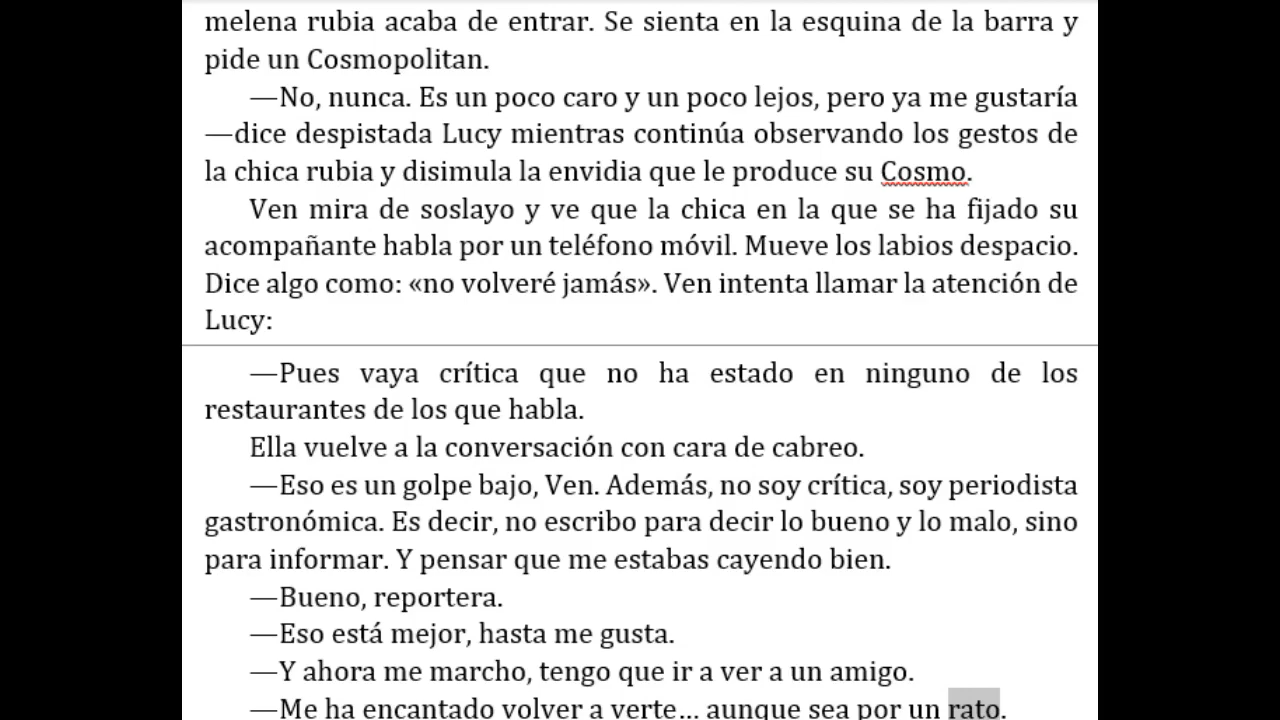 melena rubia acaba de entrar. Se sienta en la esquina de la barra y
pide un Cosmopolitan.
—No, nunca. Es un poco caro y un poco lejos, pero ya me gustaría
—dice despistada Lucy mientras continúa observando los gestos de
la chica rubia y disimula la envidia que le produce su Cosmo.
Ven mira de soslayo y ve que la chica en la que se ha fijado su
acompañante habla por un teléfono móvil. Mueve los labios despacio.
Dice algo como: «no volveré jamás». Ven intenta llamar la atención de
Lucy:
—Pues vaya crítica que no ha estado en ninguno de los
restaurantes de los que habla.
Ella vuelve a la conversación con cara de cabreo.
—Eso es un golpe bajo, Ven. Además, no soy crítica, soy periodista
gastronómica. Es decir, no escribo para decir lo bueno y lo malo, sino
para informar. Y pensar que me estabas cayendo bien.
—Bueno, reportera.
—Eso está mejor, hasta me gusta.
—Y ahora me marcho, tengo que ir a ver a un amigo.
—Me ha encantado volver a verte… aunque sea por un rato.